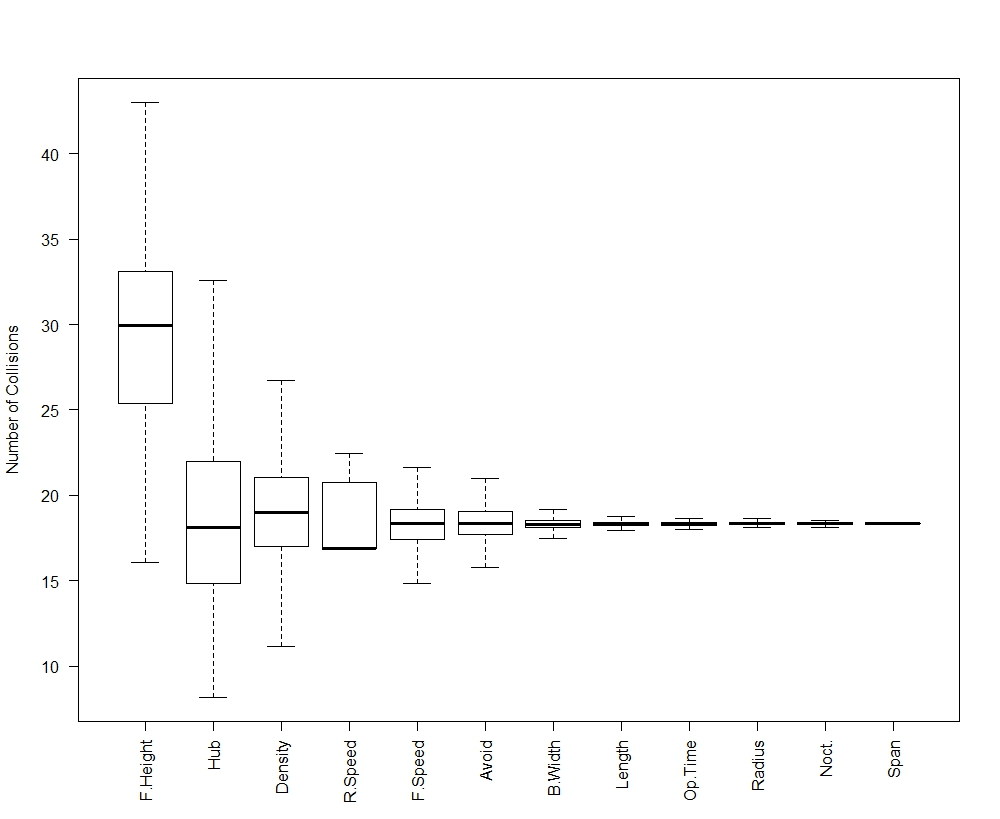 Number of Collisions
40
35
30
25
20
15
10
F.Height
Hub
Density
R.Speed
F.Speed
Avoid
B.Width
Length
Op.Time
Radius
Noct.
Span